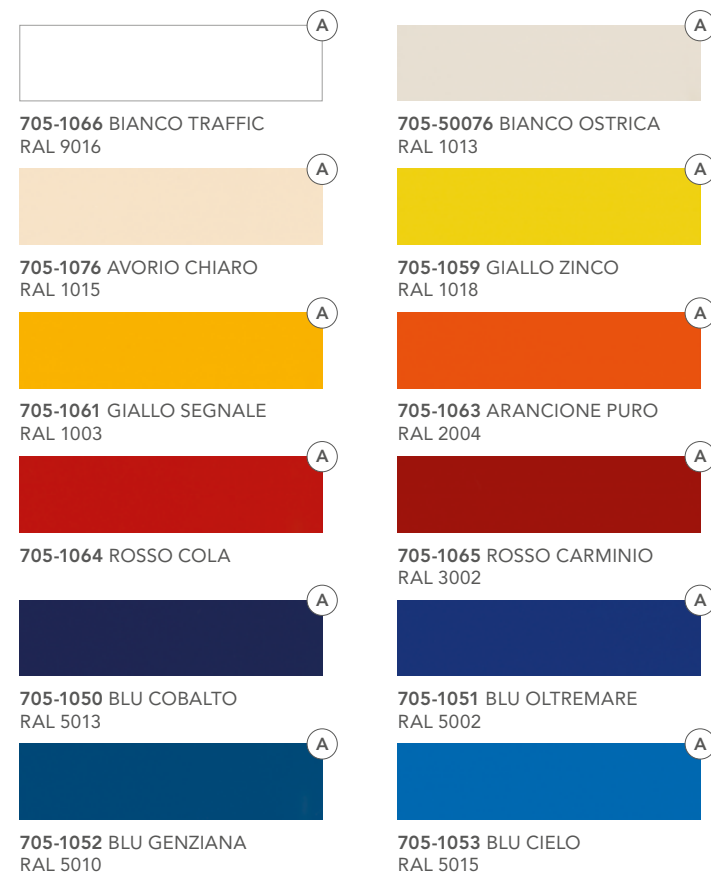 A
A
705-1066 BIANCO TRAFFIC
RAL 9016
705-50076 BIANCO OSTRICA
RAL 1013
A
A
705-1076 AVORIO CHIARO
RAL 1015
705-1059 GIALLO ZINCO
RAL 1018
A
A
705-1061 GIALLO SEGNALE
RAL 1003
705-1063 ARANCIONE PURO
RAL 2004
A
A
705-1064 ROSSO COLA
705-1065 ROSSO CARMINIO
RAL 3002
A
A
705-1050 BLU COBALTO
RAL 5013
705-1051 BLU OLTREMARE
RAL 5002
A
A
705-1052 BLU GENZIANA
RAL 5010
705-1053 BLU CIELO
RAL 5015